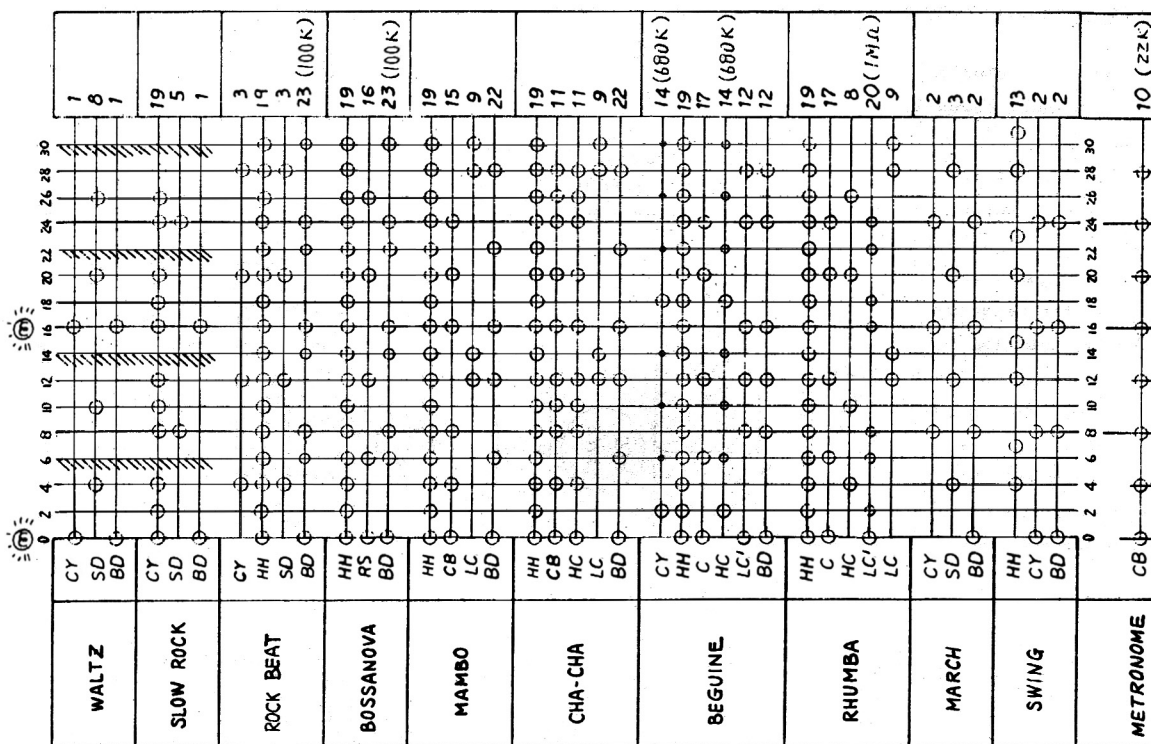 0 2 4 6 8 10 12 14 16 18 20 22 24 26 28 30
WALTZ
CY 1
SD 8
BD 1
SLOW ROCK
CY 19
SD 5
BD 1
ROCK BEAT
CY 3
HH 19
SD 3
BD 23 (100K)
BOSSANOVA
HH 19
RS 16
BD 23 (100K)
MAMBO
HH 19
CB 15
LC 9
BD 22
CHA-CHA
HH 19
CB 11
HC 11
LC 9
BD 22
BEGUINE
CY 14 (680K)
HH 19
C 17
HC 14 (680K)
LC' 12
BD 12
RHUMBA
HH 19
C 17
HC 8
LC' 20 (1MΩ)
LC 9
MARCH
CY 2
SD 3
BD 2
SWING
HH 13
CY 2
BD 2
0 2 4 6 8 10 12 14 16 18 20 22 24 26 28 30
METRONOME
CB 10 (22K)